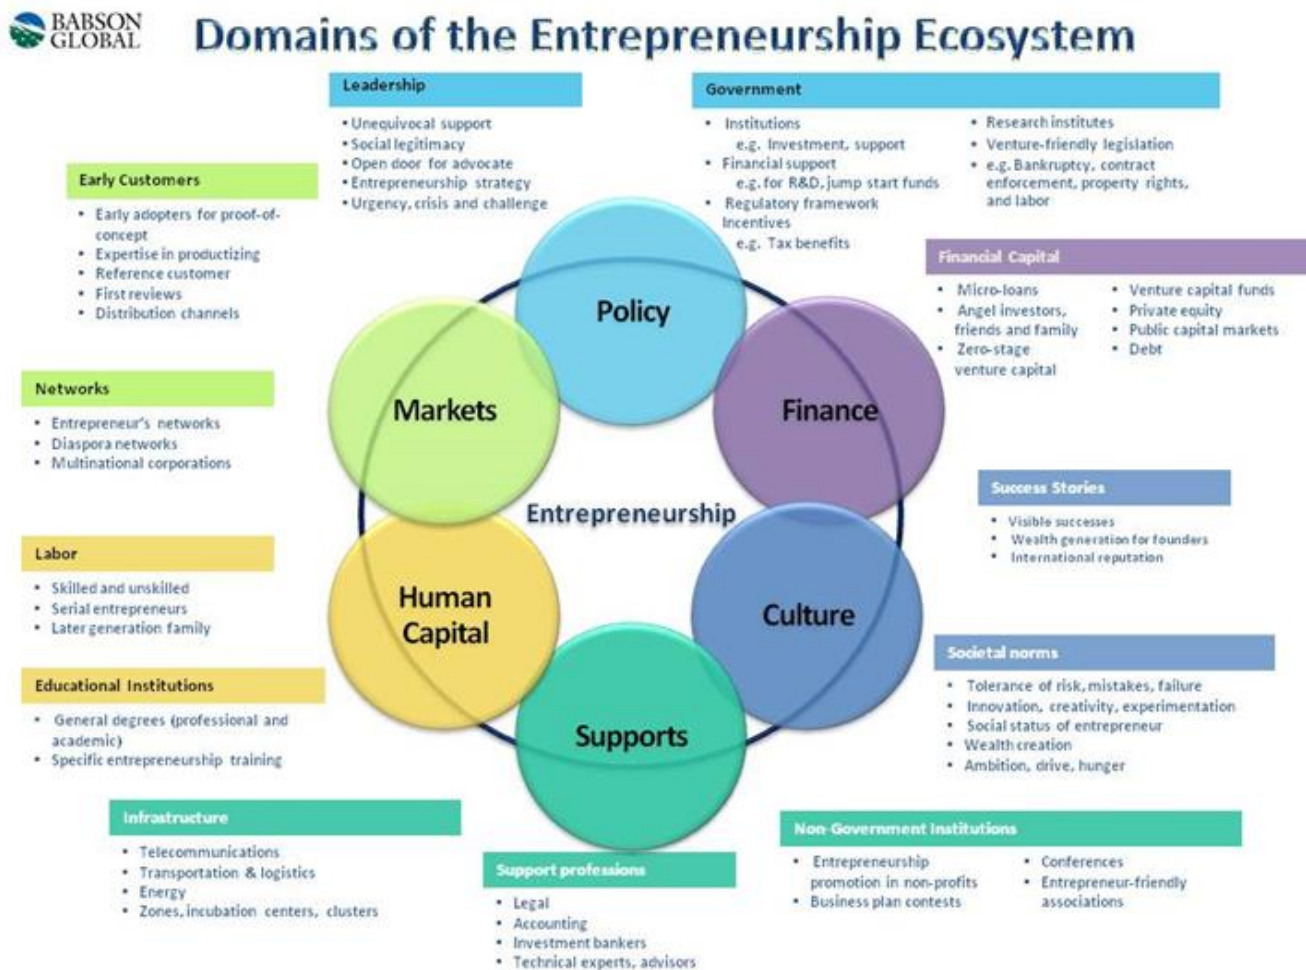 BABSON
GLOBAL
Domains of the Entrepreneurship Ecosystem
Leadership
• Unequivocal support
• Social legitimacy
• Open door for advocate
• Entrepreneurship strategy
• Urgency, crisis and challenge
Government
• Institutions
e.g. Investment, support
• Financial support
e.g. for R&D, jump start funds
• Regulatory framework
Incentives
e.g. Tax benefits
• Research institutes
• Venture-friendly legislation
• e.g. Bankruptcy, contract
enforcement, property rights,
and labor
Early Customers
• Early adopters for proof-of-
concept
• Expertise in productizing
• Reference customer
• First reviews
• Distribution channels
Financial Capital
• Micro-loans
• Angel investors,
friends and family
• Zero-stage
venture capital
• Venture capital funds
• Private equity
• Public capital markets
• Debt
Networks
• Entrepreneur's networks
• Diaspora networks
• Multinational corporations
Policy
Markets
Finance
Entrepreneurship
Human
Capital
Culture
Supports
Success Stories
• Visible successes
• Wealth generation for founders
• International reputation
Labor
• Skilled and unskilled
• Serial entrepreneurs
• Later generation family
Societal norms
• Tolerance of risk, mistakes, failure
• Innovation, creativity, experimentation
• Social status of entrepreneur
• Wealth creation
• Ambition, drive, hunger
Educational Institutions
• General degrees (professional and
academic)
• Specific entrepreneurship training
Infrastructure
• Telecommunications
• Transportation & logistics
• Energy
• Zones, incubation centers, clusters
Support professions
• Legal
• Accounting
• Investment bankers
• Technical experts, advisors
Non-Government Institutions
• Entrepreneurship
promotion in non-profits
• Business plan contests
• Conferences
• Entrepreneur-friendly
associations